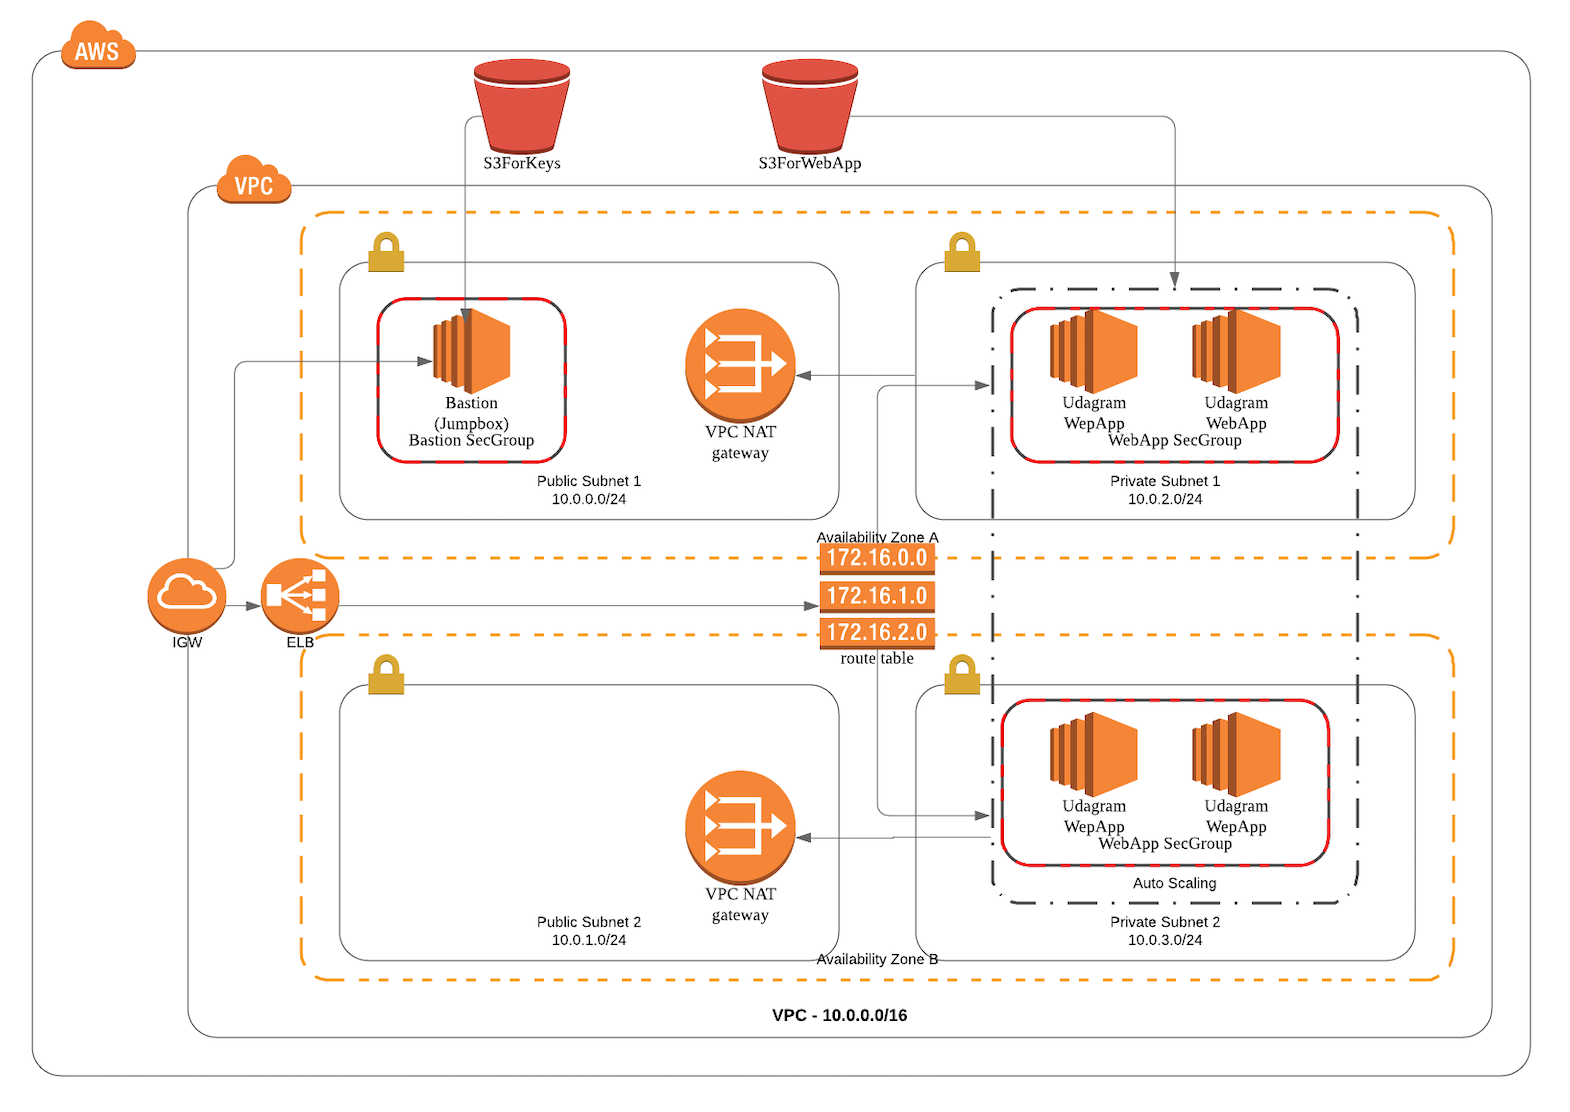 AWS
S3ForKeys
S3ForWebApp
VPC
Bastion
(Jumpbox)
Bastion SecGroup
VPC NAT
gateway
Udagram
WepApp
Udagram
WebApp
WebApp SecGroup
Public Subnet 1
10.0.0.0/24
Private Subnet 1
10.0.2.0/24
Availability Zone A
172.16.0.0
172.16.1.0
172.16.2.0
route table
IGW
ELB
VPC NAT
gateway
Udagram
WepApp
Udagram
WepApp
WebApp SecGroup
Auto Scaling
Public Subnet 2
10.0.1.0/24
Private Subnet 2
10.0.3.0/24
Availability Zone B
VPC - 10.0.0.0/16